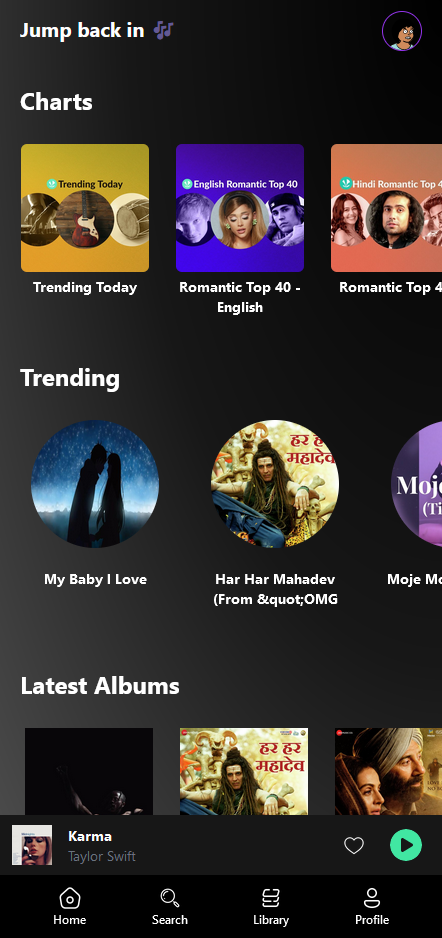 Jump back in 🎶
Charts
Trending Today
English Romantic Top 40
Hindi Romantic Top 4
Trending Today
Romantic Top 40 -
English
Romantic Top 4
Trending
हर ह
महादेव
Moje
(Ti
My Baby I Love
Har Har Mahadev
(From &quot;OMG
Moje Mo
Latest Albums
हर हर
महादेव
Karma
Taylor Swift
Home
Search
Library
Profile